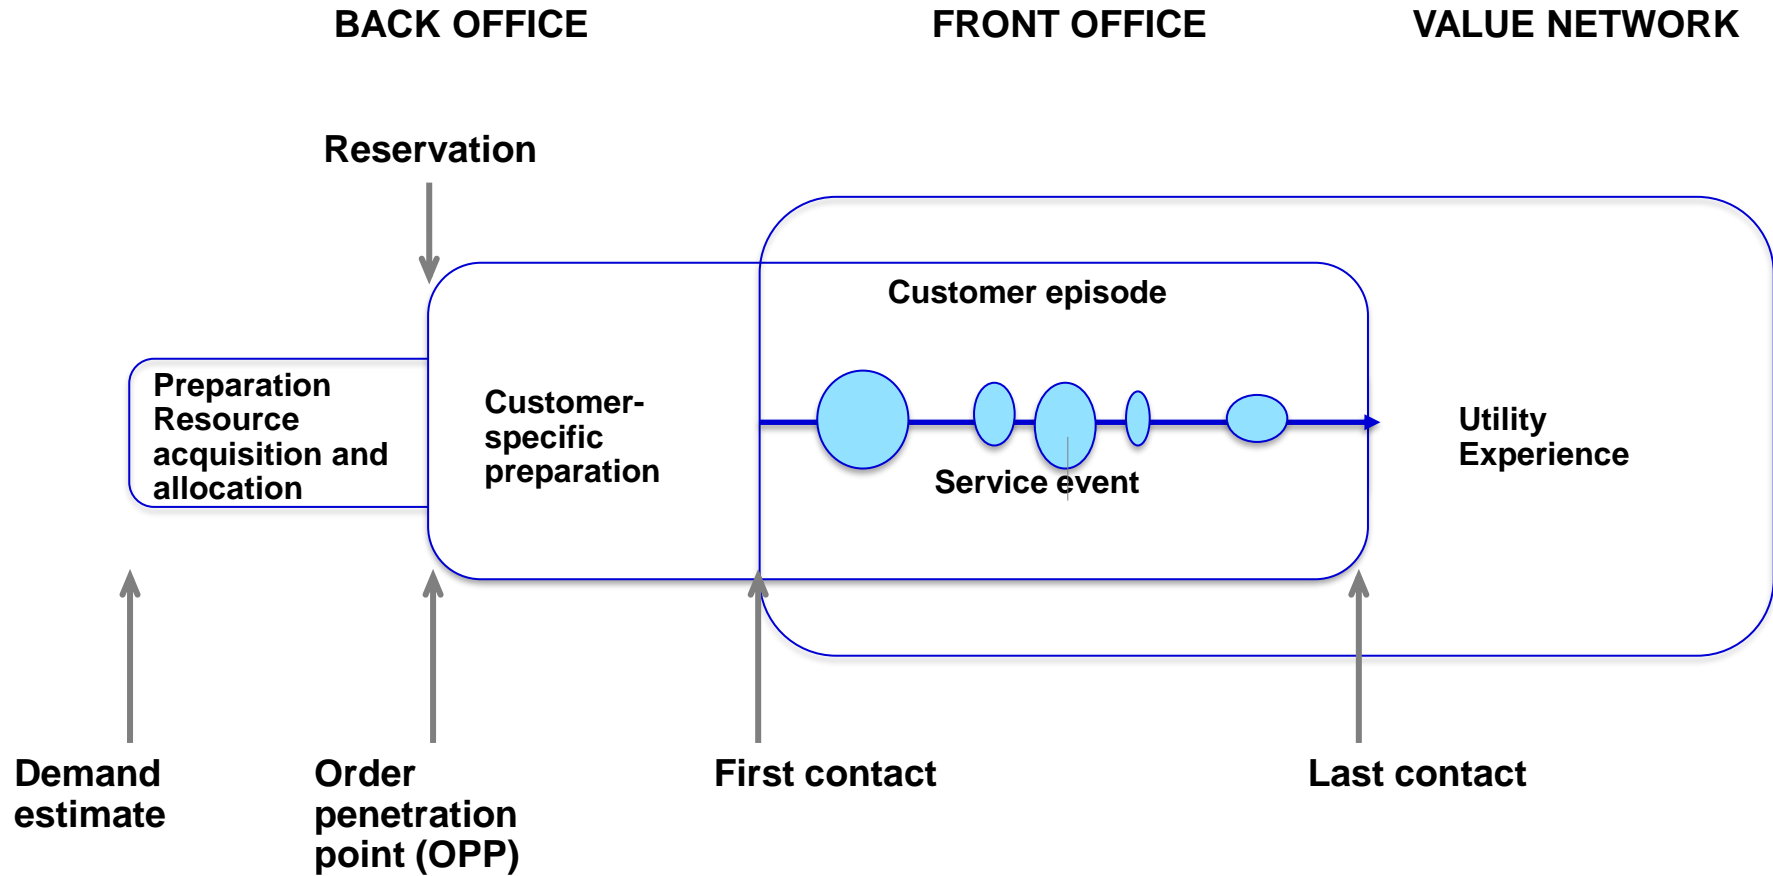 BACK OFFICE
FRONT OFFICE
VALUE NETWORK
Reservation
Customer episode
Preparation
Resource
acquisition and
allocation
Customer-
specific
preparation
Service event
Utility
Experience
Demand
estimate
Order
penetration
point (OPP)
First contact
Last contact